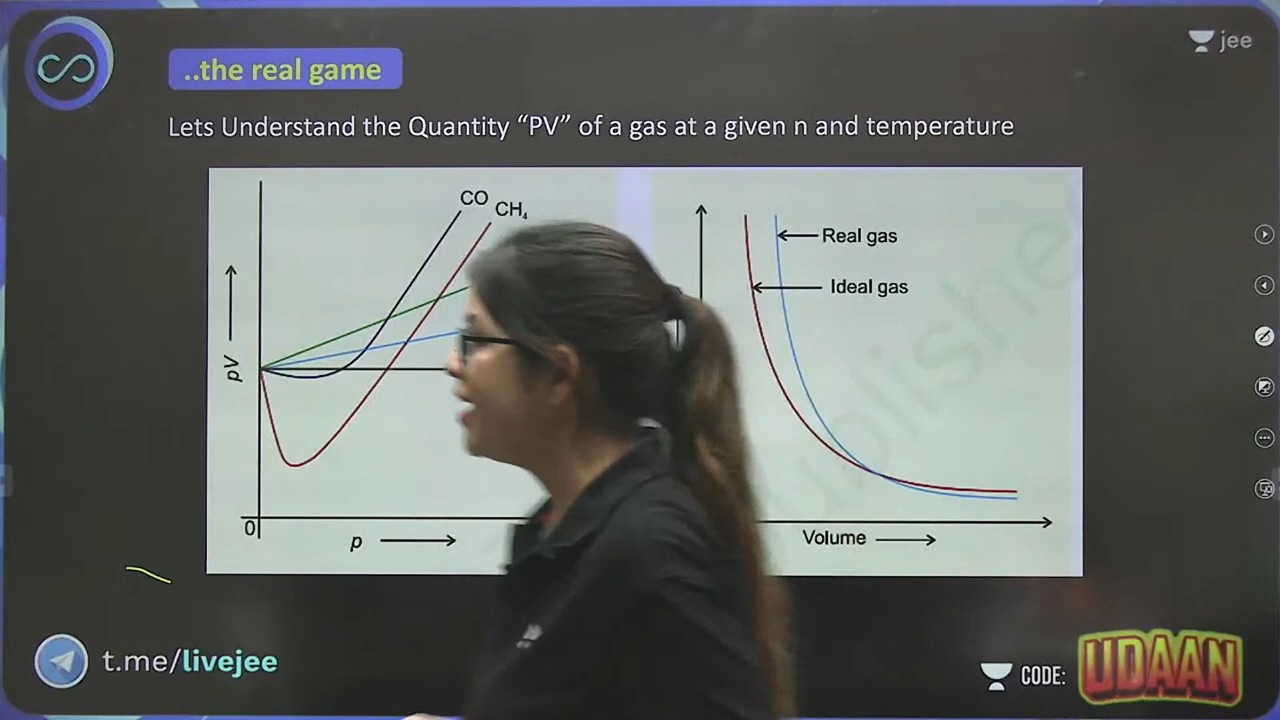 ..the real game
jee
Lets Understand the Quantity “PV” of a gas at a given n and temperature
CO
CH₄
pV
0
p
Real gas
Ideal gas
Volume
t.me/livejee
CODE:
UDAAN